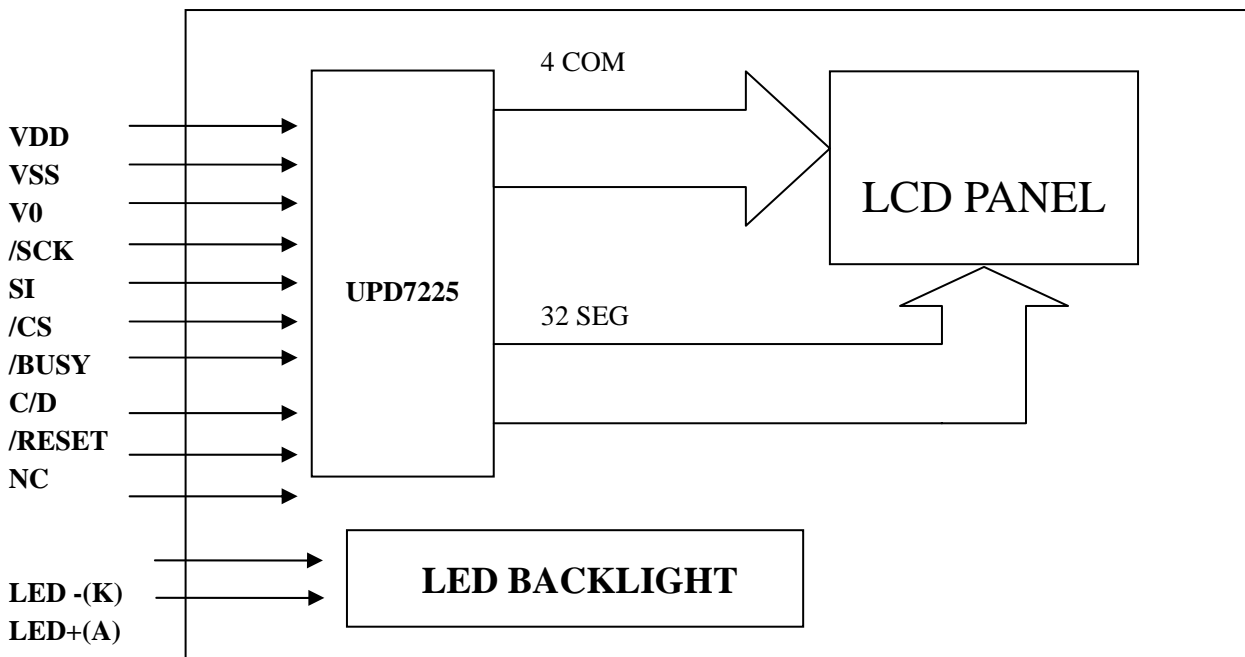 4 COM
VDD
VSS
V0
/SCK
SI
/CS
/BUSY
C/D
/RESET
NC
UPD7225
LCD PANEL
32 SEG
LED BACKLIGHT
LED -(K)
LED+(A)